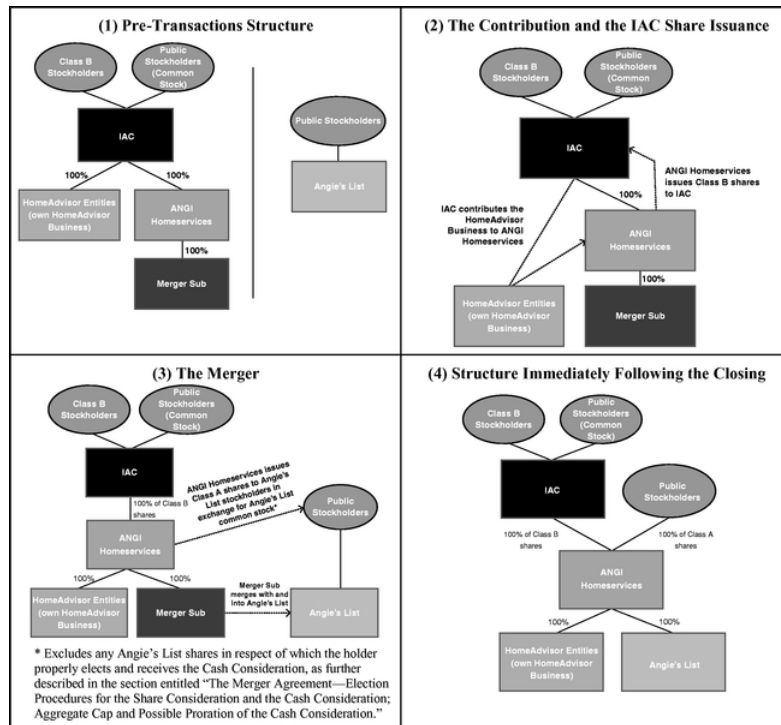 (1) Pre-Transactions Structure
Class B
Stockholders
Public
Stockholders
(Common
Stock)
IAC
100%
100%
HomeAdvisor Entities
(own HomeAdvisor
Business)
ANGI
Homeservices
100%
Merger Sub
Public Stockholders
Angie's List
(2) The Contribution and the IAC Share Issuance
Class B
Stockholders
Public
Stockholders
(Common
Stock)
IAC
ANGI Homeservices
issues Class B shares
to IAC
100%
IAC contributes the
HomeAdvisor
Business to ANGI
Homeservices
ANGI
Homeservices
100%
HomeAdvisor Entities
(own HomeAdvisor
Business)
Merger Sub
(3) The Merger
Class B
Stockholders
Public
Stockholders
(Common
Stock)
IAC
100% of Class B
shares
ANGI Homeservices issues
Class A shares to Angie's
List stockholders in
exchange for Angie's List
common stock*
Public
Stockholders
ANGI
Homeservices
100%
100%
HomeAdvisor Entities
(own HomeAdvisor
Business)
Merger Sub
Merger Sub
merges with and
into Angie's List
Angie's List
* Excludes any Angie's List shares in respect of which the holder
properly elects and receives the Cash Consideration, as further
described in the section entitled “The Merger Agreement—Election
Procedures for the Share Consideration and the Cash Consideration;
Aggregate Cap and Possible Proration of the Cash Consideration.”
(4) Structure Immediately Following the Closing
Class B
Stockholders
Public
Stockholders
(Common
Stock)
IAC
Public
Stockholders
100% of Class B
shares
100% of Class A
shares
ANGI
Homeservices
100%
100%
HomeAdvisor Entities
(own HomeAdvisor
Business)
Angie's List